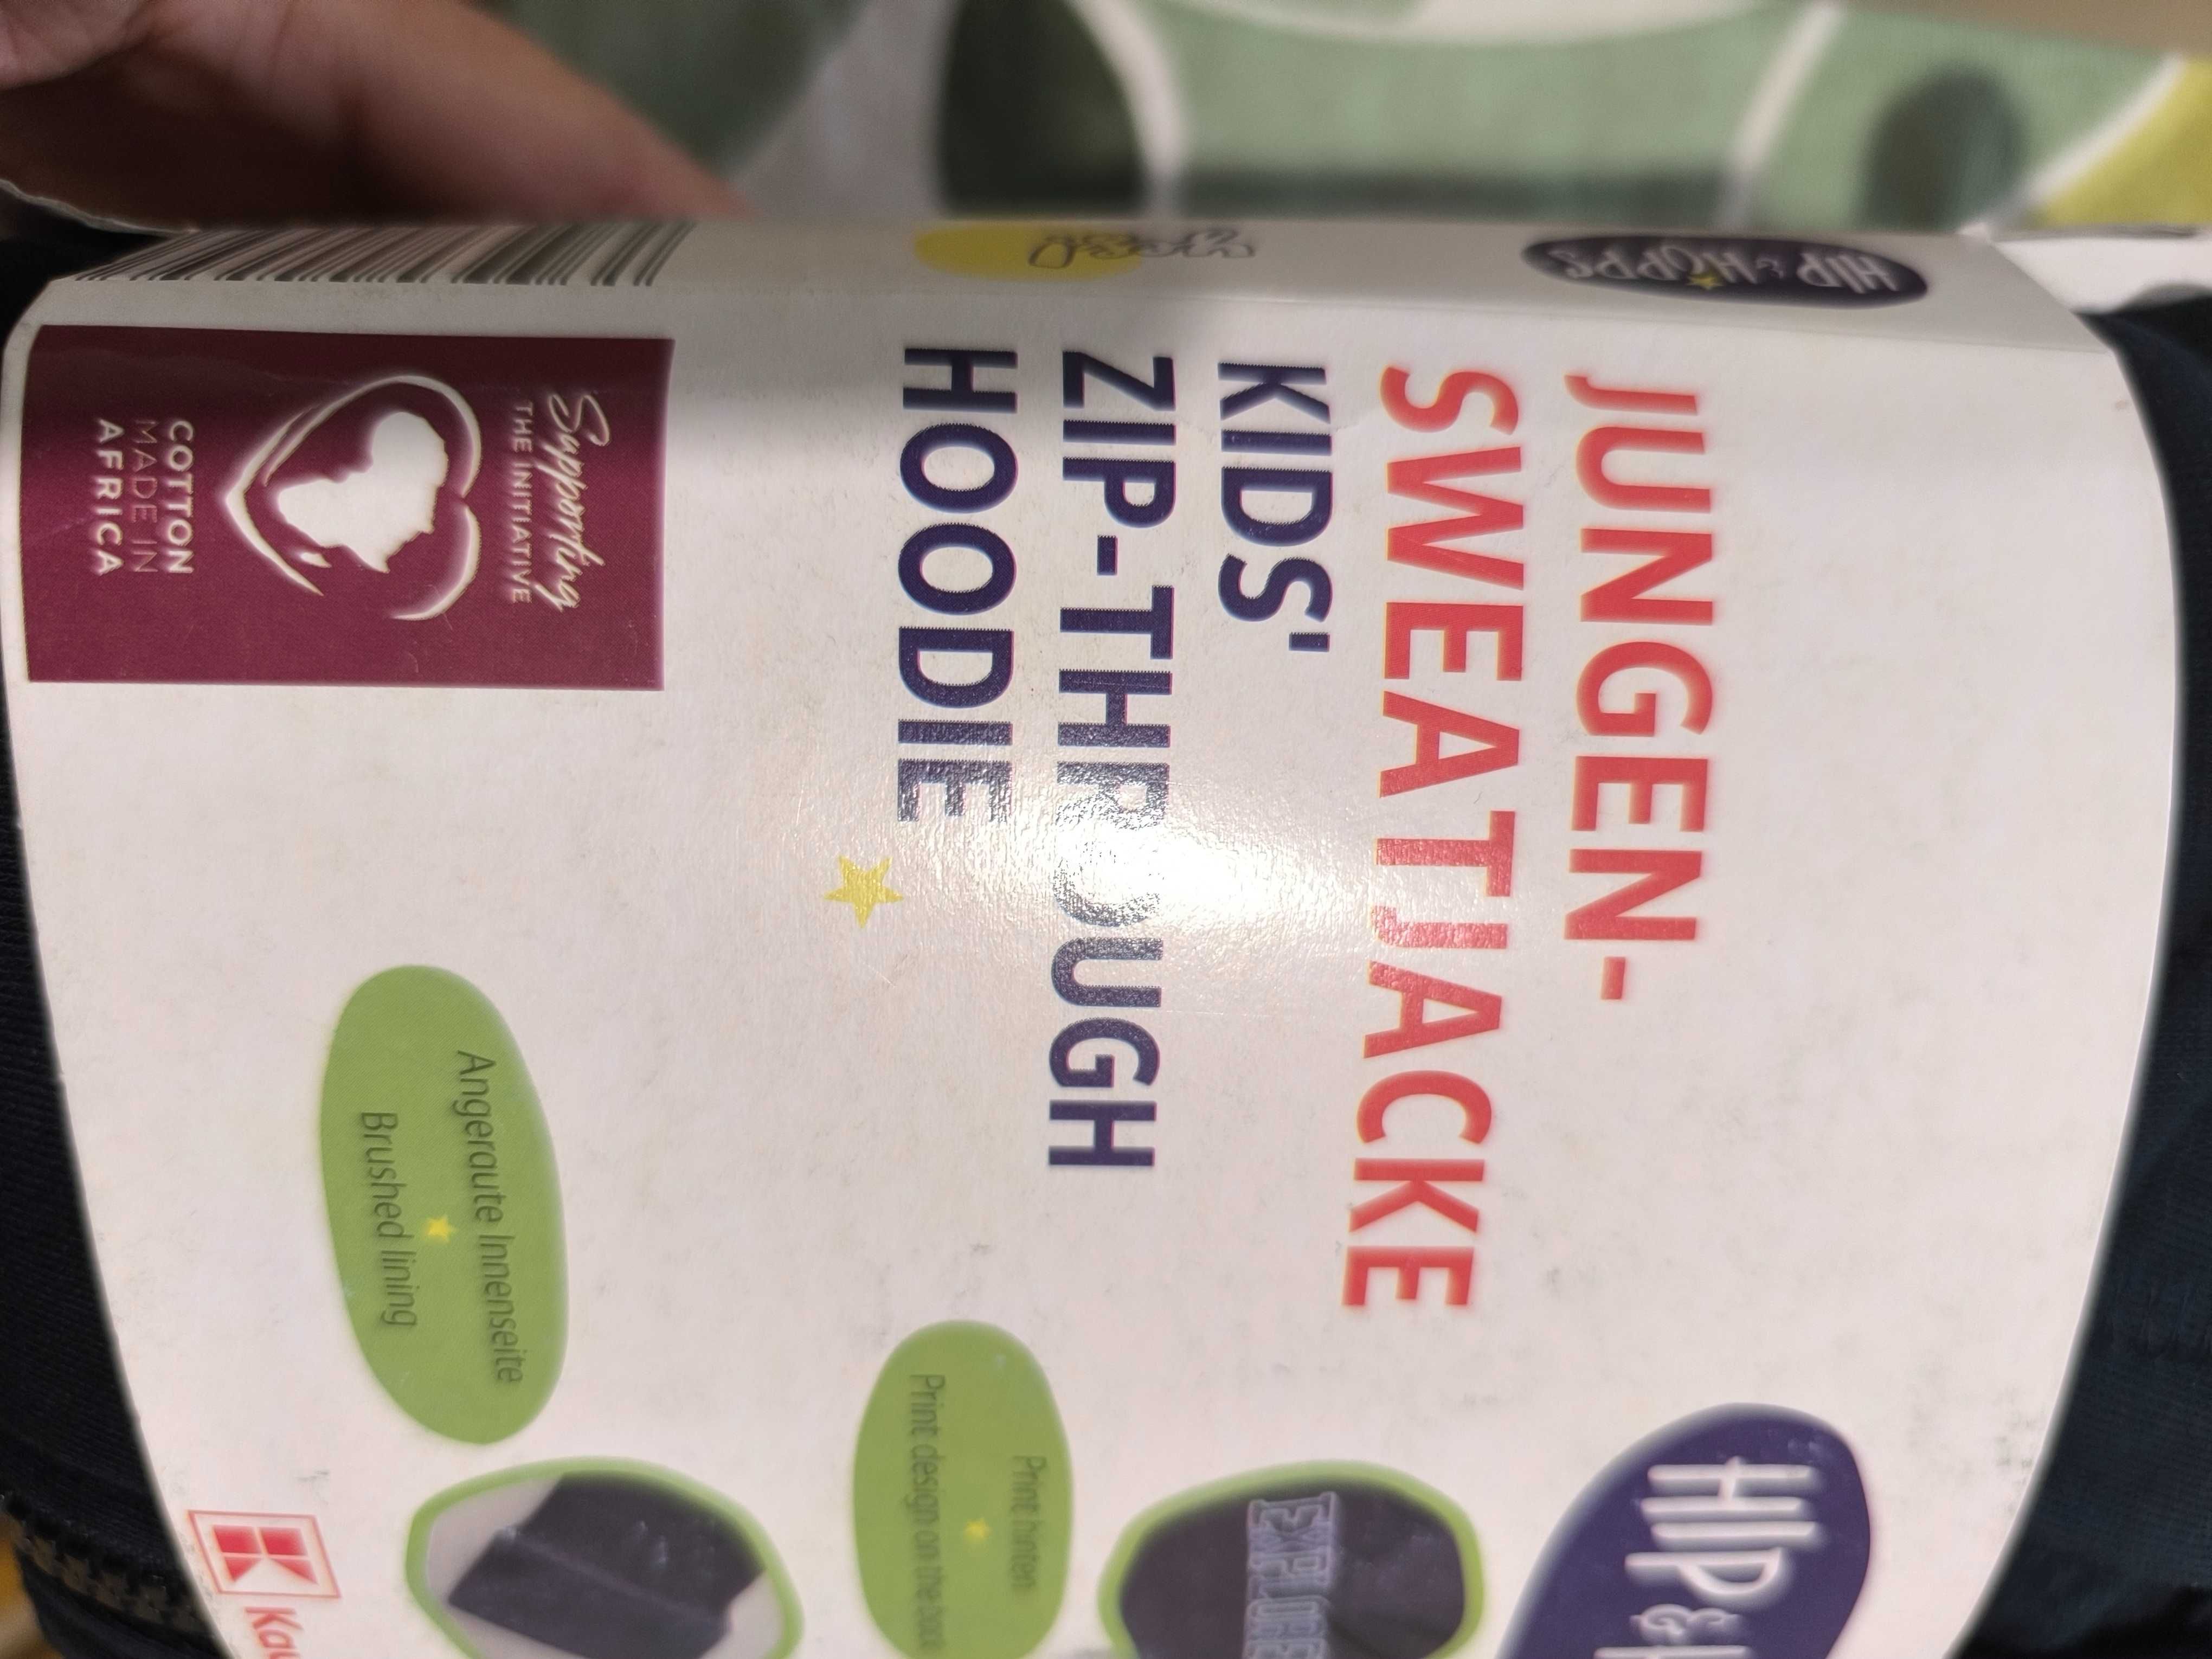 HIP & HOPPS
JUNGEN-
SWEATJACKE
KIDS'
ZIP-THROUGH
HOODIE
Supporting
THE INITIATIVE
COTTON
MADE IN
AFRICA
HIP &
EXPLORE
Print hinten
Print design on the back
Angeraute Innenseite
Brushed lining
K